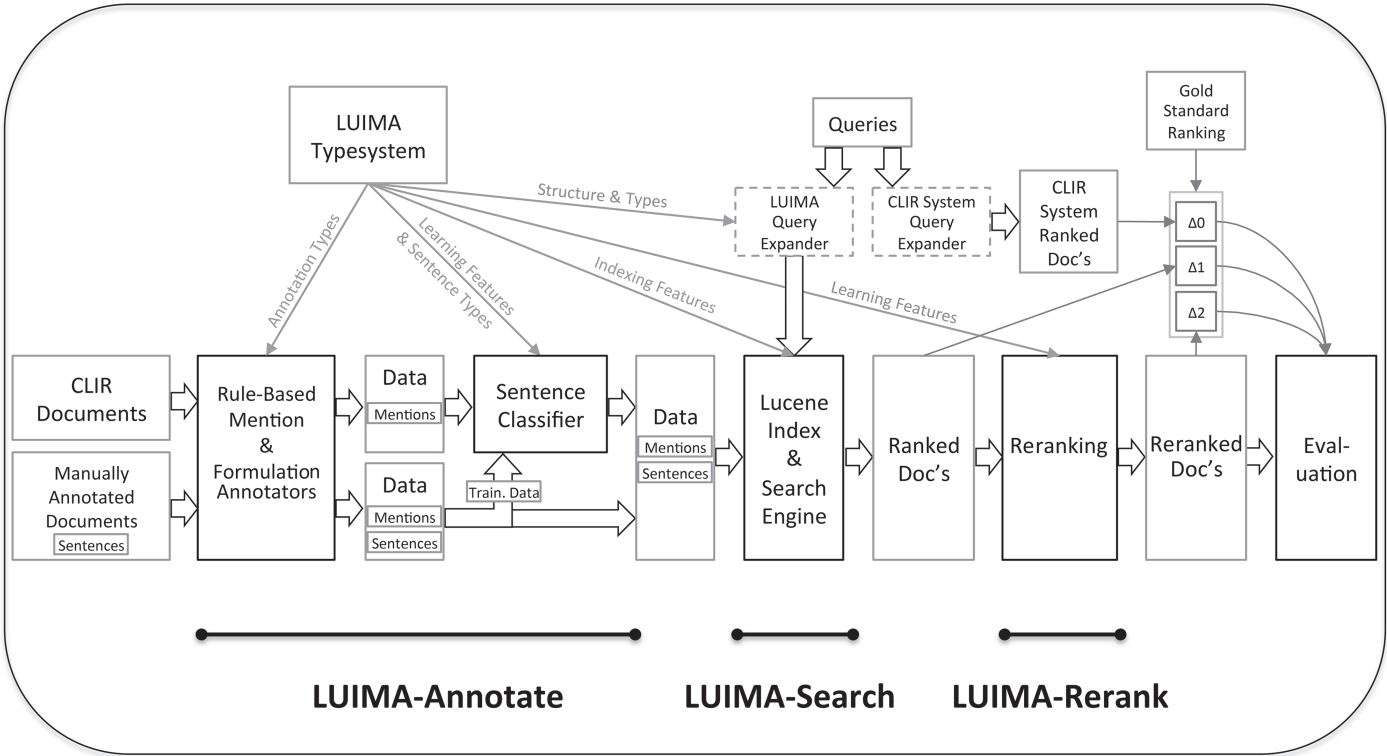 LUIMA
Typesystem
Queries
Gold
Standard
Ranking
Structure & Types
LUIMA
Query
Expander
CLIR System
Query
Expander
CLIR
System
Ranked
Doc's
Δ0
Δ1
Δ2
Annotation Types
Learning Features
& Sentence Types
Indexing Features
Learning Features
CLIR
Documents
Manually
Annotated
Documents
Sentences
Rule-Based
Mention
&
Formulation
Annotators
Data
Mentions
Data
Mentions
Sentences
Sentence
Classifier
Train. Data
Data
Mentions
Sentences
Lucene
Index
&
Search
Engine
Ranked
Doc's
Reranking
Reranked
Doc's
Eval-
uation
LUIMA-Annotate
LUIMA-Search
LUIMA-Rerank